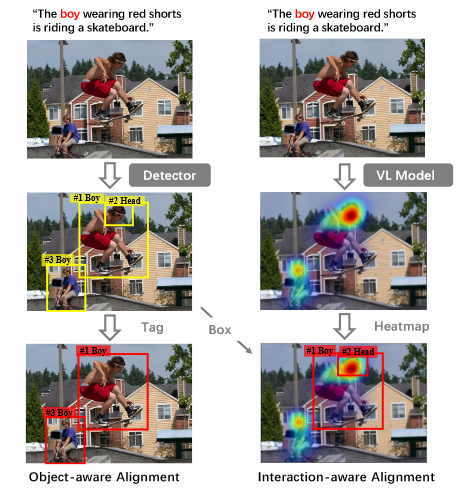 “The boy wearing red shorts
is riding a skateboard.”
“The boy wearing red shorts
is riding a skateboard.”
Detector
VL Model
#1 Boy
#2 Head
#3 Boy
Tag
Box
Heatmap
#1 Boy
#3 Boy
#1 Boy
#2 Head
Object-aware Alignment
Interaction-aware Alignment